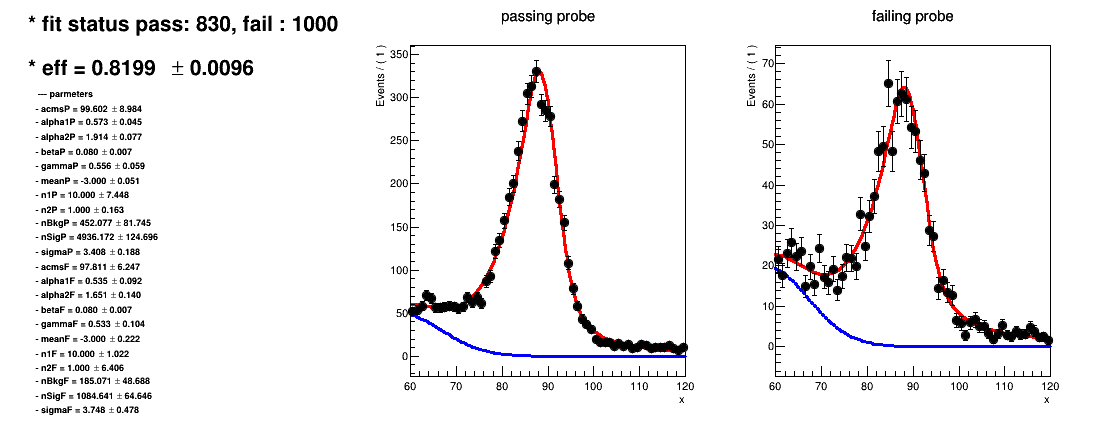 * fit status pass: 830, fail : 1000
* eff = 0.8199 ± 0.0096
--- parmeters
- acmsP = 99.602 ± 8.984
- alpha1P = 0.573 ± 0.045
- alpha2P = 1.914 ± 0.077
- betaP = 0.080 ± 0.007
- gammaP = 0.556 ± 0.059
- meanP = -3.000 ± 0.051
- n1P = 10.000 ± 7.448
- n2P = 1.000 ± 0.163
- nBkgP = 452.077 ± 81.745
- nSigP = 4936.172 ± 124.696
- sigmaP = 3.408 ± 0.188
- acmsF = 97.811 ± 6.247
- alpha1F = 0.535 ± 0.092
- alpha2F = 1.651 ± 0.140
- betaF = 0.080 ± 0.007
- gammaF = 0.533 ± 0.104
- meanF = -3.000 ± 0.222
- n1F = 10.000 ± 1.022
- n2F = 1.000 ± 6.406
- nBkgF = 185.071 ± 48.688
- nSigF = 1084.641 ± 64.646
- sigmaF = 3.748 ± 0.478
passing probe
Events / ( 1 )
350
300
250
200
150
100
50
0
60 70 80 90 100 110 120
x
failing probe
Events / ( 1 )
70
60
50
40
30
20
10
0
60 70 80 90 100 110 120
x